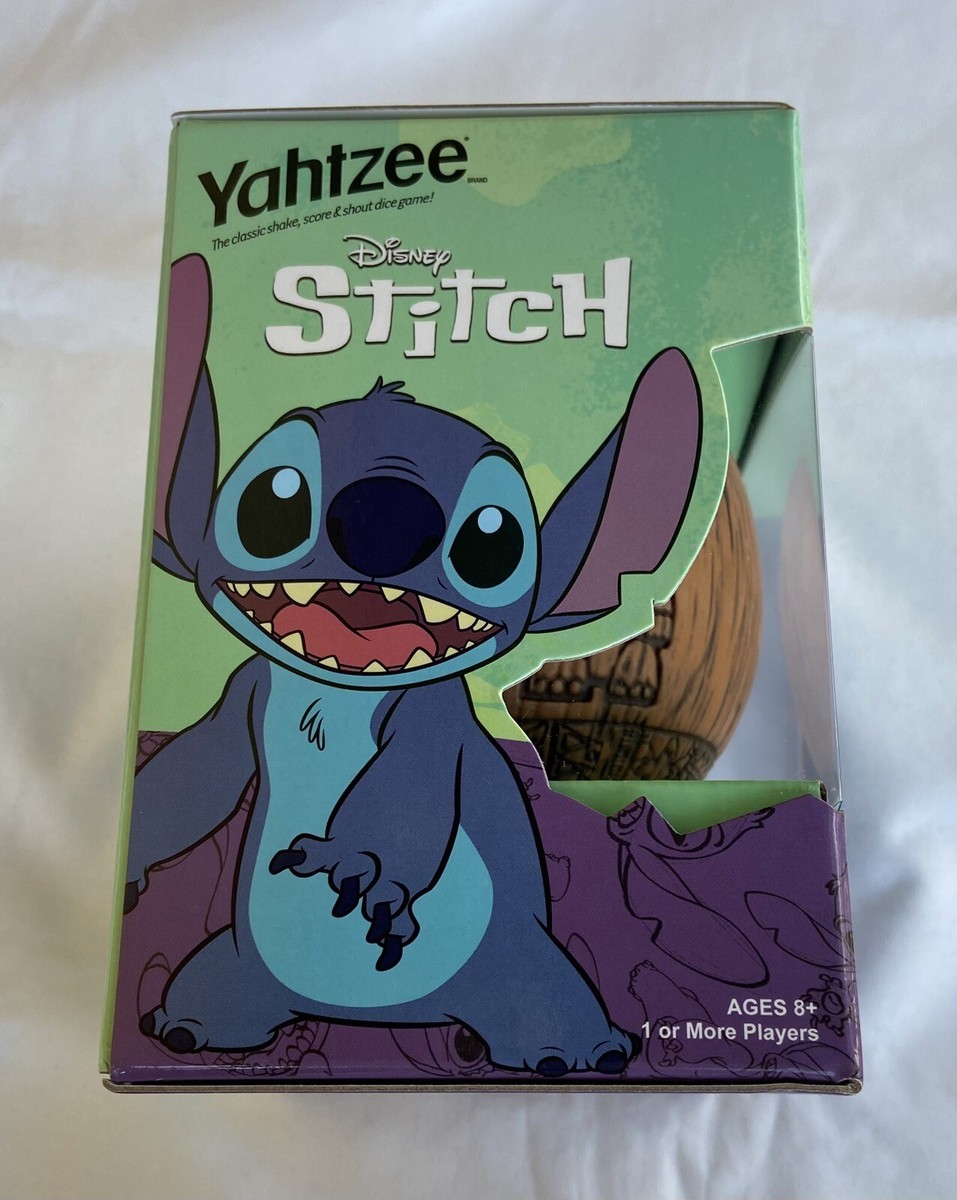 Yahtzee
BRAND
The classic shake, score & shout dice game!
Disney
Stitch
AGES 8+
1 or More Players